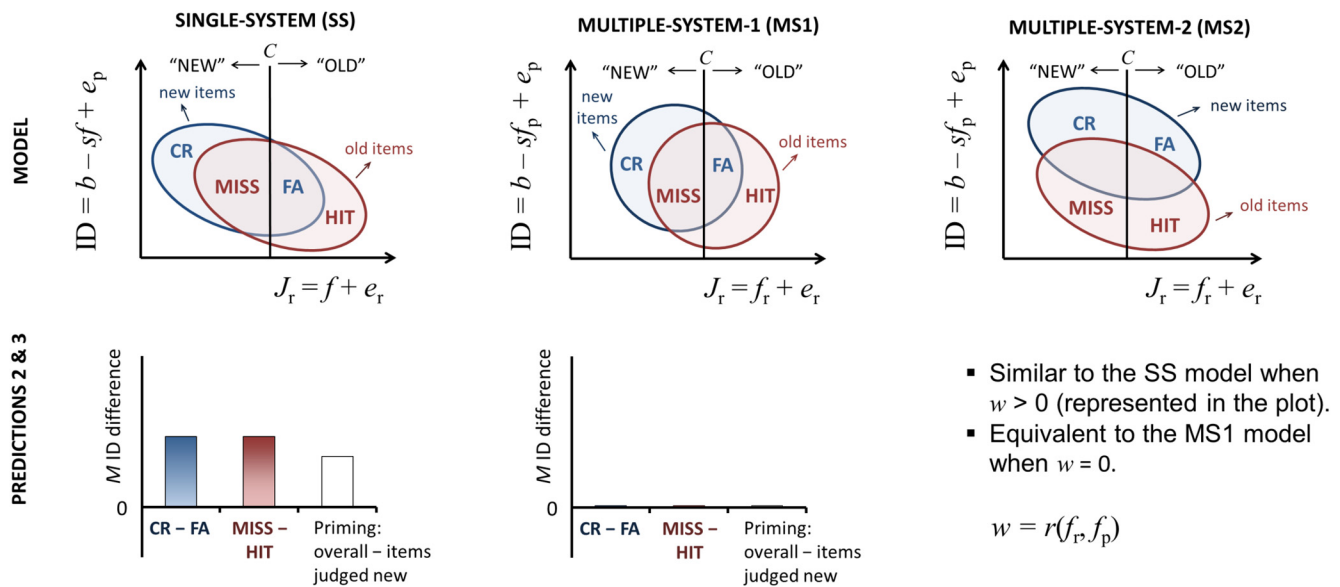 SINGLE-SYSTEM (SS)
MULTIPLE-SYSTEM-1 (MS1)
MULTIPLE-SYSTEM-2 (MS2)
MODEL
ID = b − sf + eₚ
C
"NEW" ← → "OLD"
new items
old items
CR
MISS
FA
HIT
Jᵣ = f + eᵣ
ID = b − sfₚ + eₚ
C
"NEW" ← → "OLD"
new
items
old items
CR
MISS
FA
HIT
Jᵣ = fᵣ + eᵣ
ID = b − sfₚ + eₚ
C
"NEW" ← → "OLD"
new items
CR
FA
MISS
HIT
old items
Jᵣ = fᵣ + eᵣ
PREDICTIONS 2 & 3
M ID difference
0
CR – FA
MISS –
HIT
Priming:
overall – items
judged new
M ID difference
0
CR – FA
MISS –
HIT
Priming:
overall – items
judged new
▪ Similar to the SS model when
w > 0 (represented in the plot).
▪ Equivalent to the MS1 model
when w = 0.
w = r(fᵣ, fₚ)